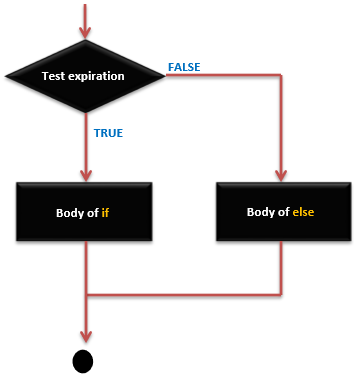 Test expiration
FALSE
TRUE
Body of if
Body of else